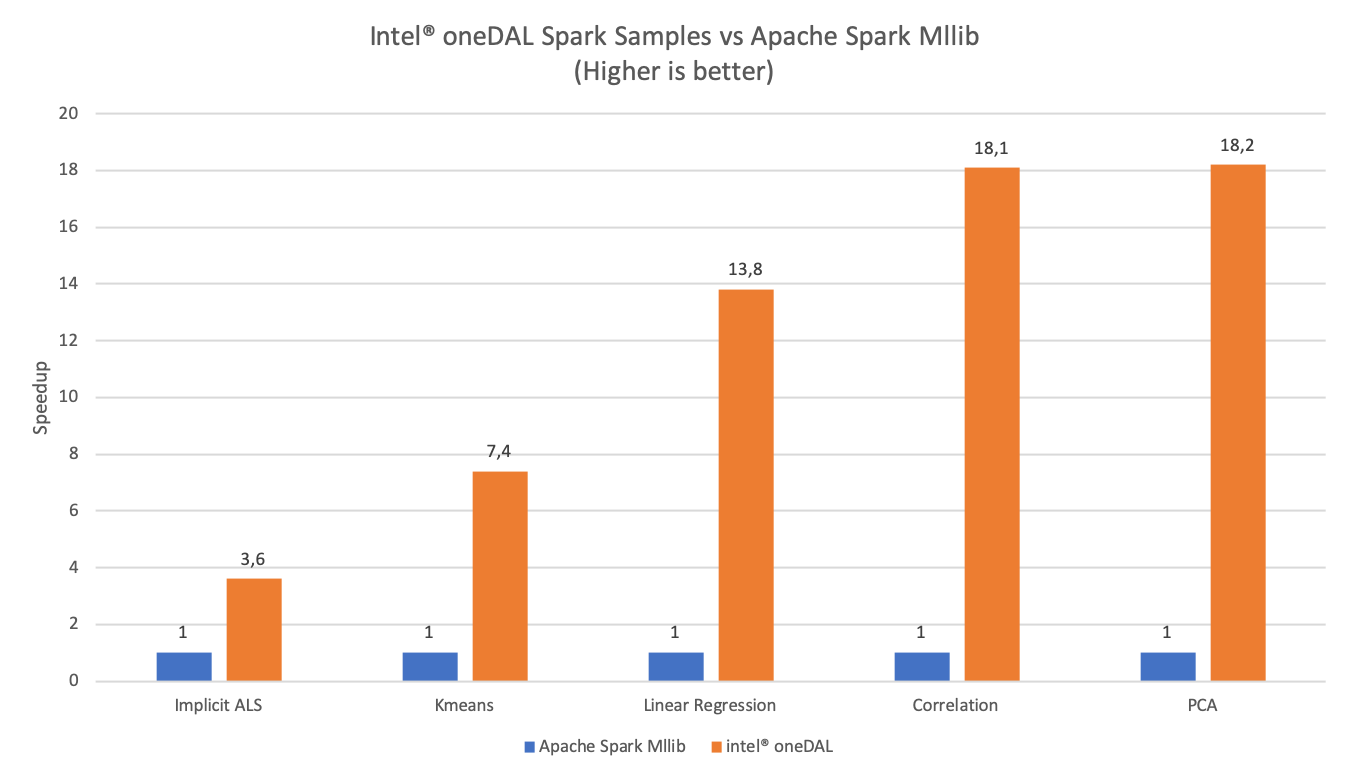 Intel® oneDAL Spark Samples vs Apache Spark Mllib
(Higher is better)
Speedup
20
18
16
14
12
10
8
6
4
2
0
1
3,6
1
7,4
1
13,8
1
18,1
1
18,2
Implicit ALS
Kmeans
Linear Regression
Correlation
PCA
Apache Spark Mllib
intel® oneDAL